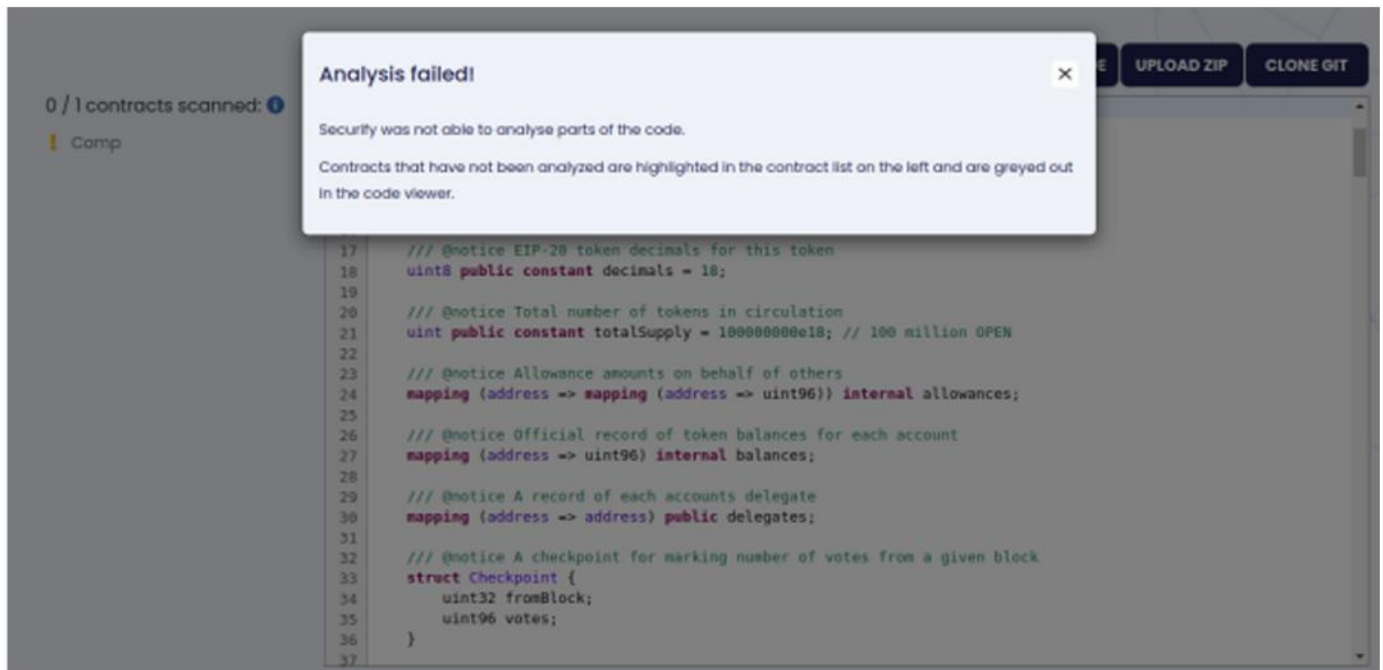 Analysis failed!
×
E
UPLOAD ZIP
CLONE GIT
0 / 1 contracts scanned:
! Comp
Securify was not able to analyse parts of the code.
Contracts that have not been analyzed are highlighted in the contract list on the left and are greyed out
in the code viewer.
17 /// @notice EIP-20 token decimals for this token
18 uint8 public constant decimals = 18;
19
20 /// @notice Total number of tokens in circulation
21 uint public constant totalSupply = 100000000e18; // 100 million OPEN
22
23 /// @notice Allowance amounts on behalf of others
24 mapping (address => mapping (address => uint96)) internal allowances;
25
26 /// @notice Official record of token balances for each account
27 mapping (address => uint96) internal balances;
28
29 /// @notice A record of each accounts delegate
30 mapping (address => address) public delegates;
31
32 /// @notice A checkpoint for marking number of votes from a given block
33 struct Checkpoint {
34 uint32 fromBlock;
35 uint96 votes;
36 }
37